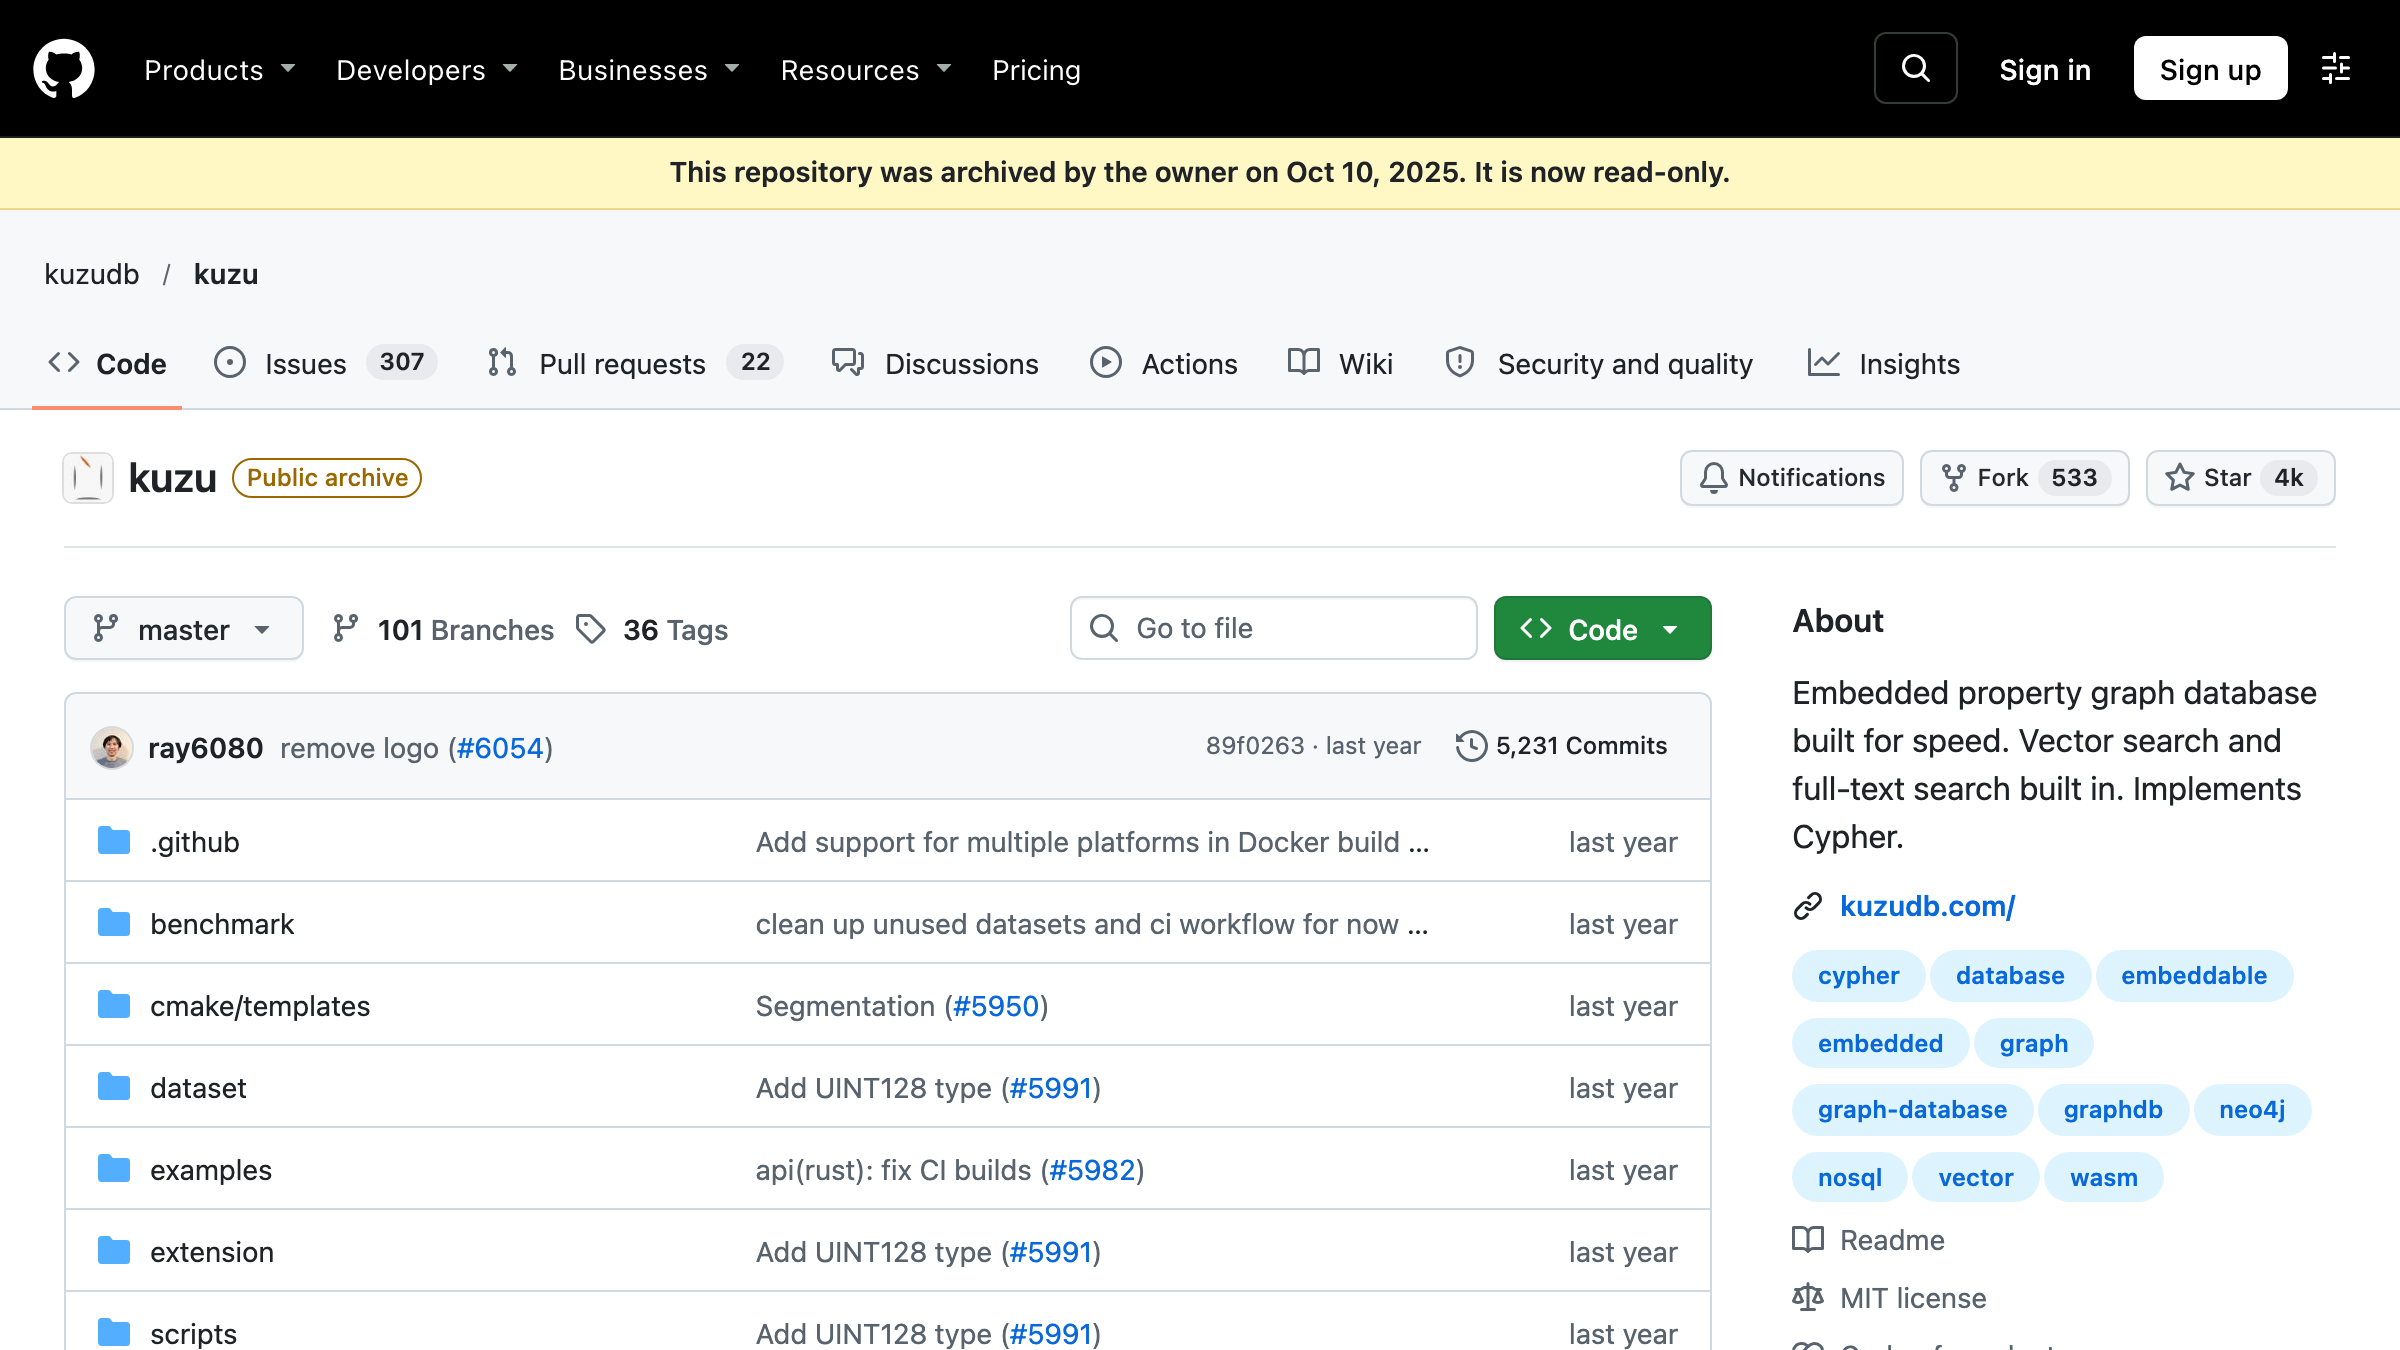 Products Developers Businesses Resources Pricing Sign in Sign up
This repository was archived by the owner on Oct 10, 2025. It is now read-only.
kuzudb / kuzu
Code Issues 307 Pull requests 22 Discussions Actions Wiki Security and quality Insights
kuzu Public archive Notifications Fork 533 Star 4k
master 101 Branches 36 Tags Go to file Code
ray6080 remove logo (#6054) 89f0263 · last year 5,231 Commits
.github Add support for multiple platforms in Docker build ... last year
benchmark clean up unused datasets and ci workflow for now ... last year
cmake/templates Segmentation (#5950) last year
dataset Add UINT128 type (#5991) last year
examples api(rust): fix CI builds (#5982) last year
extension Add UINT128 type (#5991) last year
scripts Add UINT128 type (#5991) last year
About
Embedded property graph database
built for speed. Vector search and
full-text search built in. Implements
Cypher.
kuzudb.com/
cypher database embeddable
embedded graph
graph-database graphdb neo4j
nosql vector wasm
Readme
MIT license